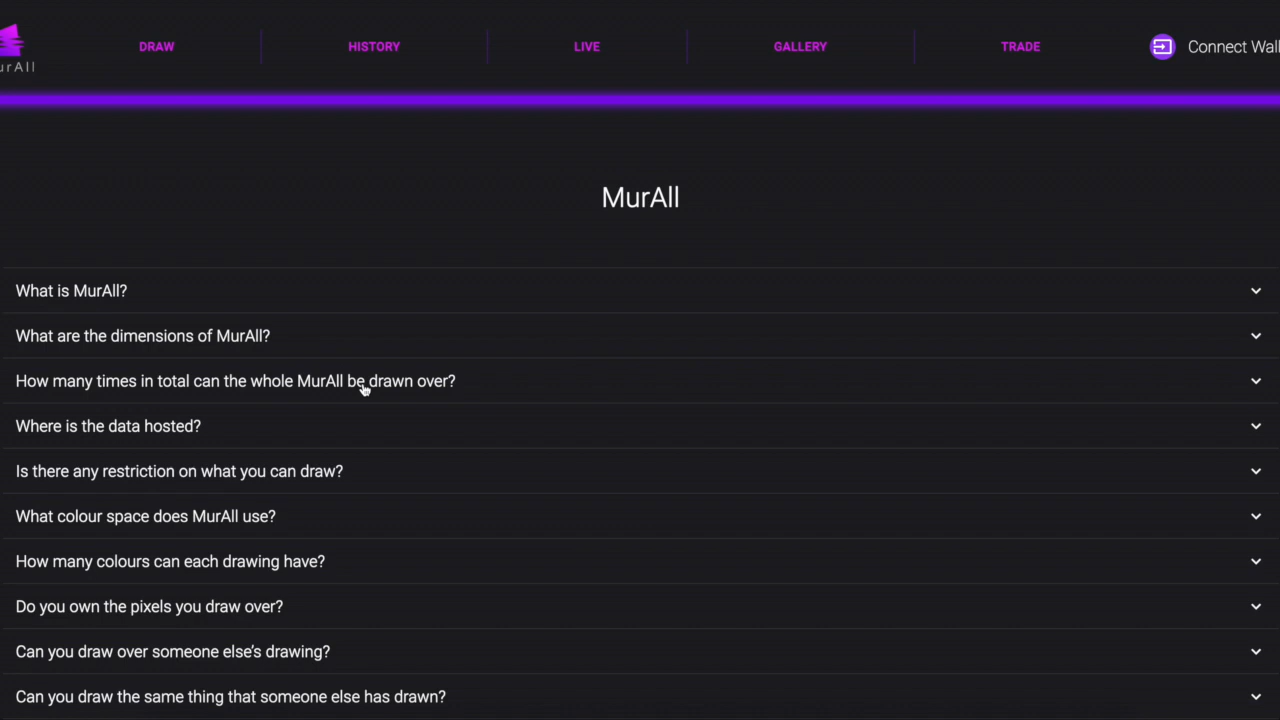 DRAW
HISTORY
LIVE
GALLERY
TRADE
Connect Wall
urAll
MurAll
What is MurAll?
What are the dimensions of MurAll?
How many times in total can the whole MurAll be drawn over?
Where is the data hosted?
Is there any restriction on what you can draw?
What colour space does MurAll use?
How many colours can each drawing have?
Do you own the pixels you draw over?
Can you draw over someone else's drawing?
Can you draw the same thing that someone else has drawn?